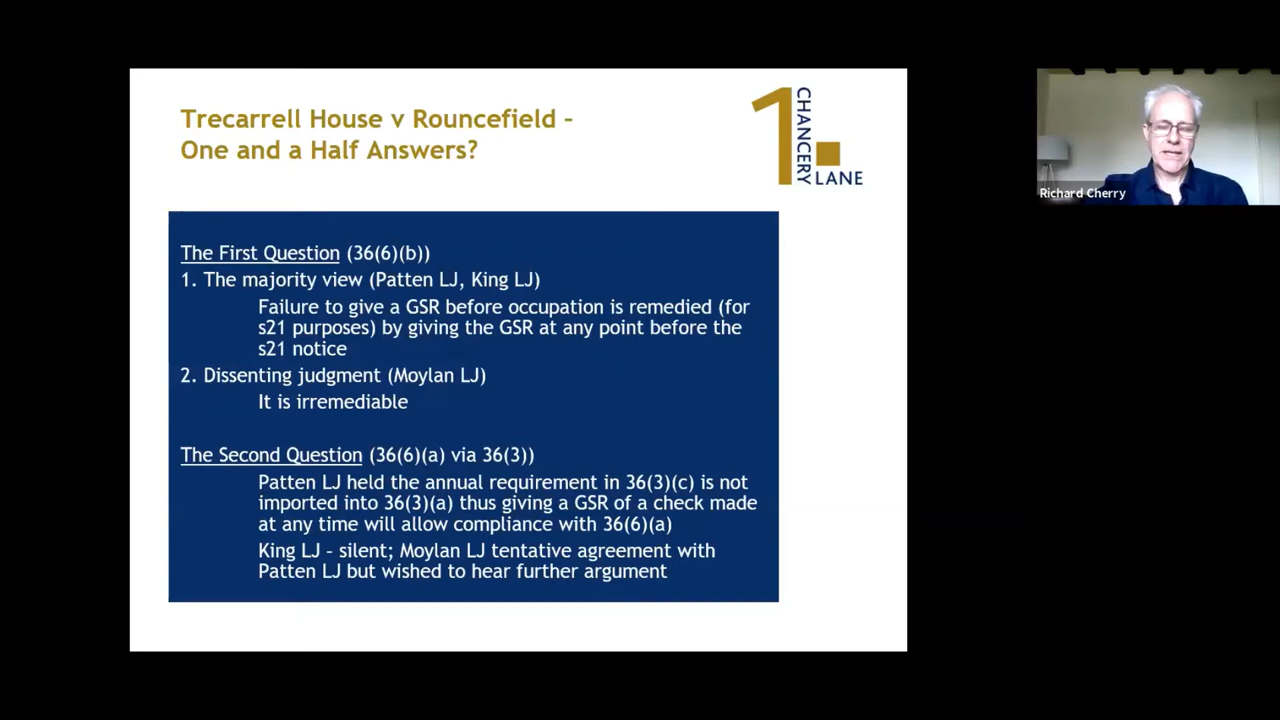 Trecarrell House v Rouncefield –
One and a Half Answers?
1 CHANCERY LANE
Richard Cherry
The First Question (36(6)(b))
1. The majority view (Patten LJ, King LJ)
Failure to give a GSR before occupation is remedied (for
s21 purposes) by giving the GSR at any point before the
s21 notice
2. Dissenting judgment (Moylan LJ)
It is irremediable
The Second Question (36(6)(a) via 36(3))
Patten LJ held the annual requirement in 36(3)(c) is not
imported into 36(3)(a) thus giving a GSR of a check made
at any time will allow compliance with 36(6)(a)
King LJ – silent; Moylan LJ tentative agreement with
Patten LJ but wished to hear further argument